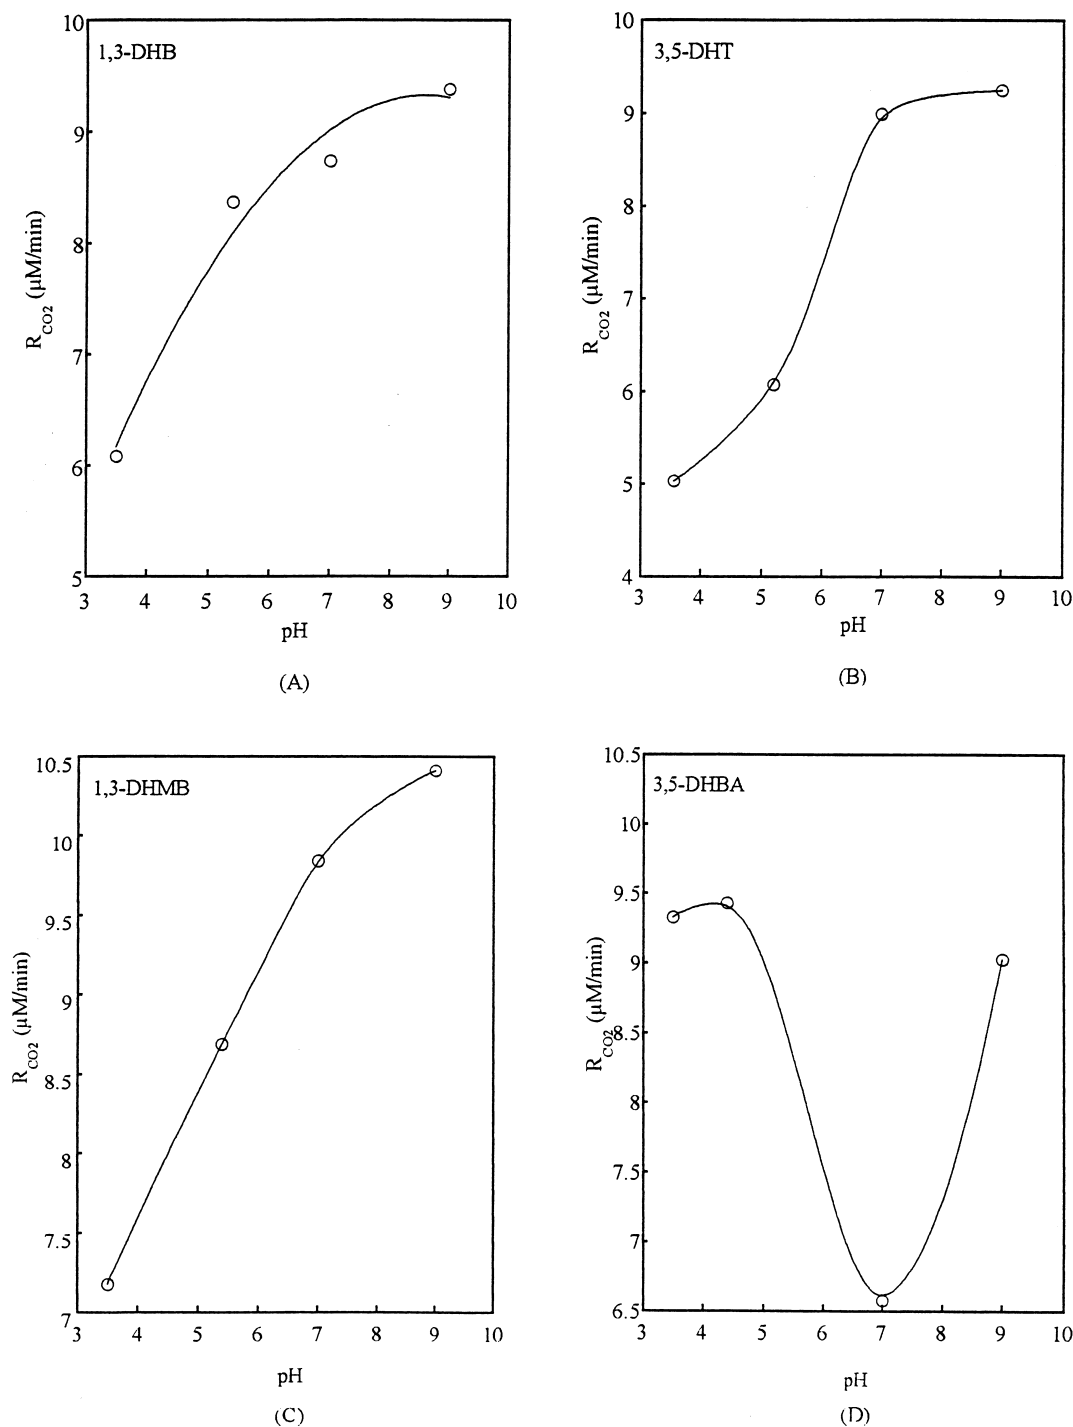 1,3-DHB
10
9
8
7
6
5
R_CO2 (μM/min)
3 4 5 6 7 8 9 10
pH
(A)
3,5-DHT
10
9
8
7
6
5
4
R_CO2 (μM/min)
3 4 5 6 7 8 9 10
pH
(B)
1,3-DHMB
10.5
10
9.5
9
8.5
8
7.5
7
R_CO2 (μM/min)
3 4 5 6 7 8 9 10
pH
(C)
3,5-DHBA
10.5
10
9.5
9
8.5
8
7.5
7
6.5
R_CO2 (μM/min)
3 4 5 6 7 8 9 10
pH
(D)